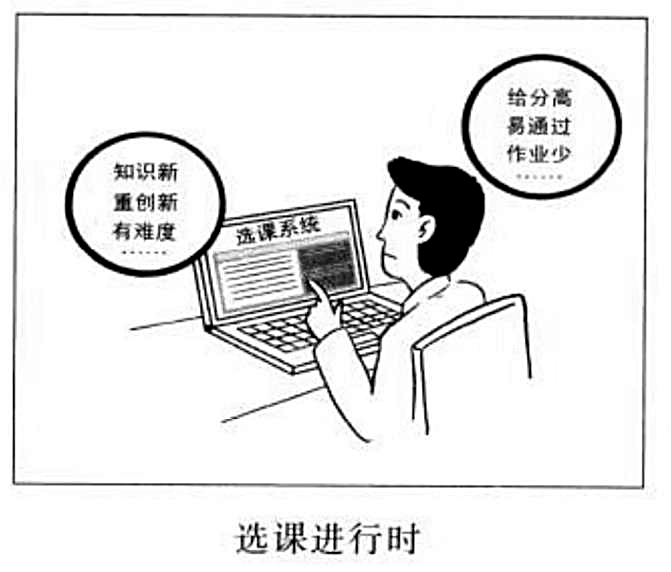 给分高
易通过
作业少
……
知识新
重创新
有难度
……
选课系统
选课进行时